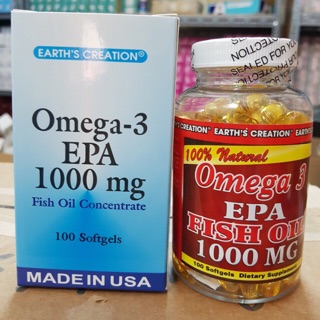 EARTH'S CREATION®
Omega-3
EPA
1000 mg
Fish Oil Concentrate
100 Softgels
MADE IN USA
SEALED FOR YOUR
PROTECTION
EARTH'S CREATION
100% Natural
Omega 3
EPA
FISH OIL
1000 MG
100 Softgels Dietary Supplement